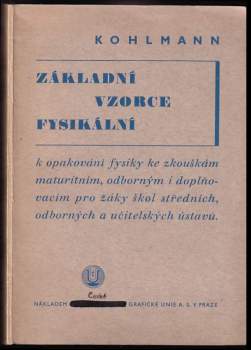 KOHLMANN
ZÁKLADNÍ
VZORCE
FYSIKÁLNÍ
k opakování fysiky ke zkouškám
maturitním, odborným i doplňo-
vacím pro žáky škol středních,
odborných a učitelských ústavů.
U
České
NÁKLADEM GRAFICKÉ UNIE A. S. V PRAZE